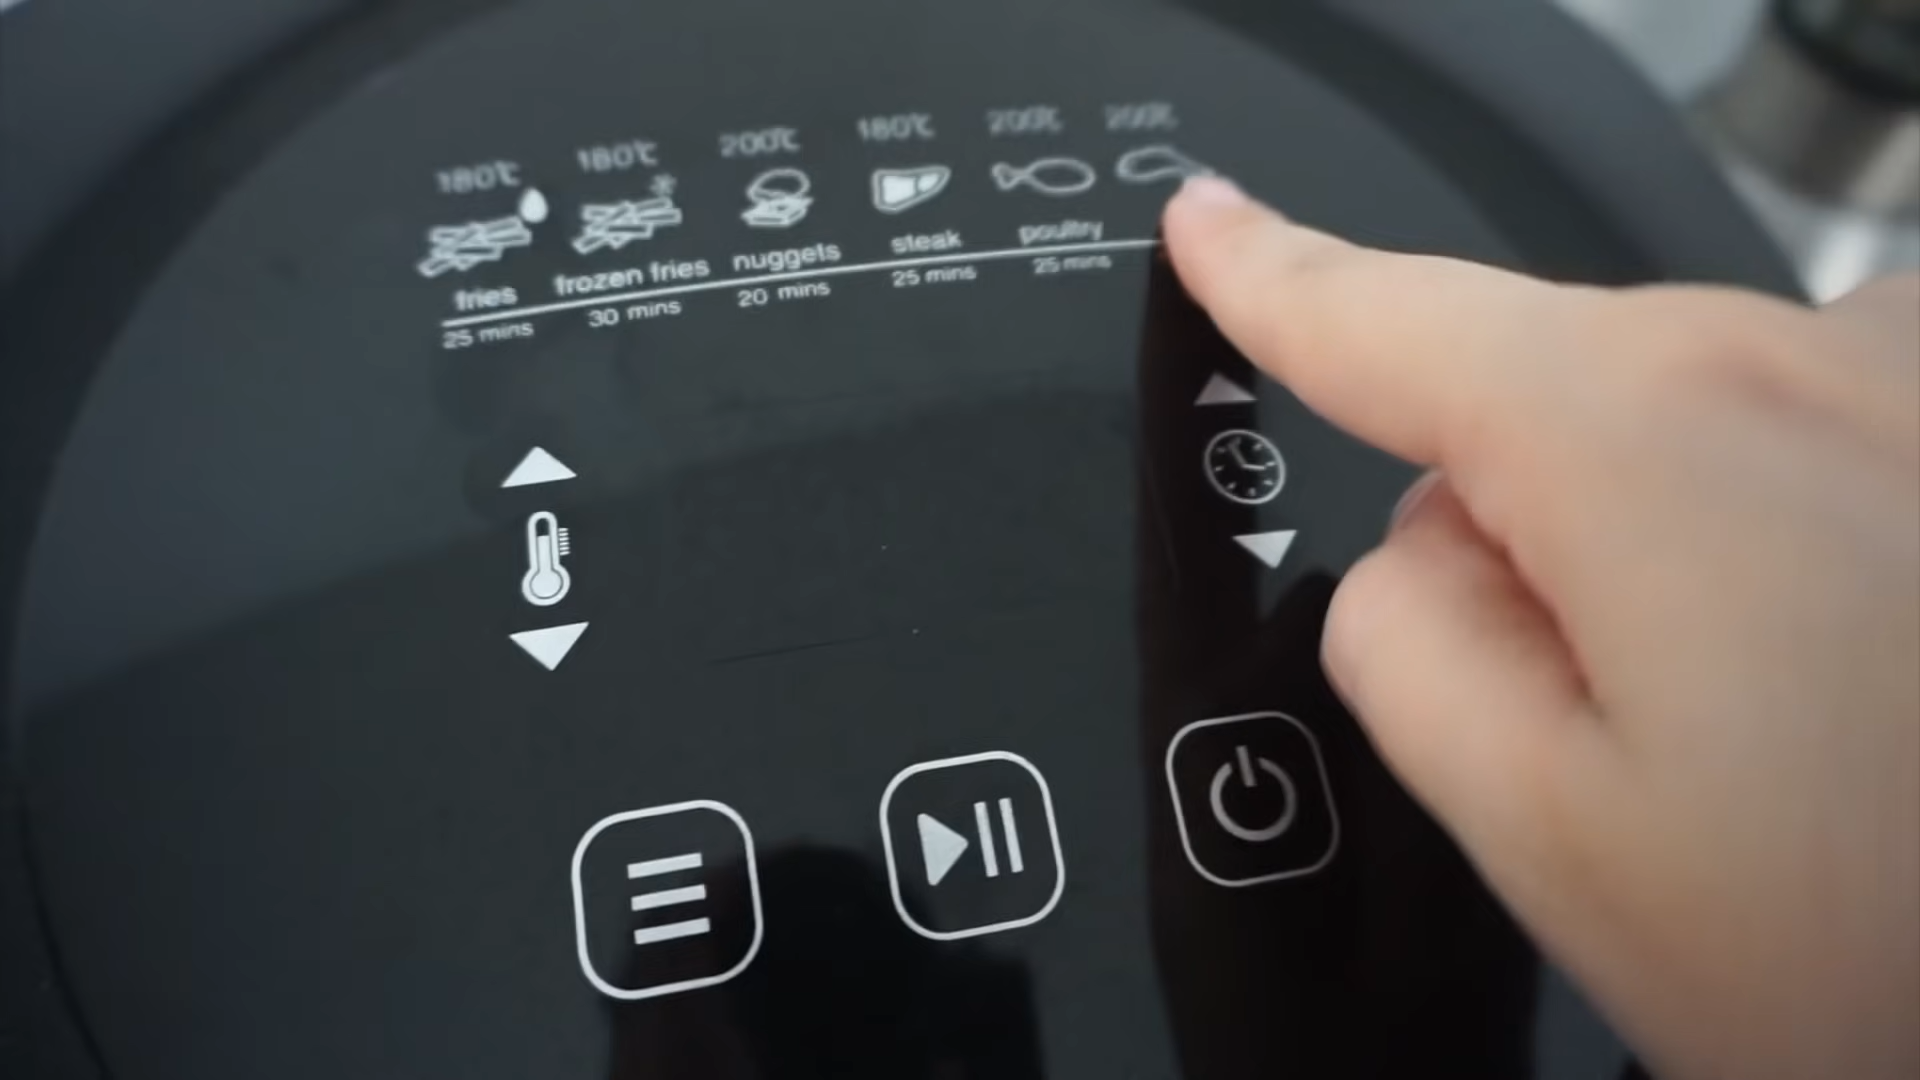 180℃ 180℃ 200℃ 180℃ 200℃ 200℃
fries frozen fries nuggets steak poultry
25 mins 30 mins 20 mins 25 mins 25 mins